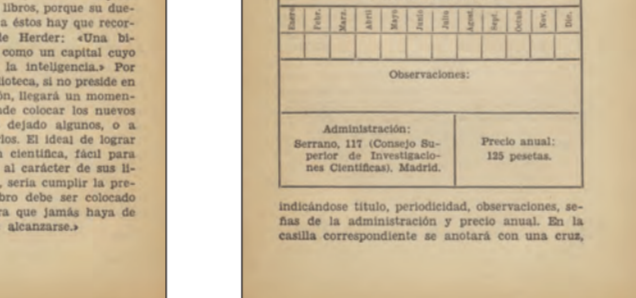 libros, porque su due-
a éstos hay que recor-
de Herder: «Una bi-
como un capital cuyo
la inteligencia.» Por
lioteca, si no preside en
ón, llegará un momen-
nde colocar los nuevos
dejado algunos, o a
rlos. El ideal de lograr
n científica, fácil para
al carácter de sus li-
, sería cumplir la pre-
bro debe ser colocado
ra que jamás haya de
alcanzarse.»
Enero Febr. Marz. Abril Mayo Junio Julio Agost. Sept. Octub. Nov. Dic.
Observaciones:
Administración:
Serrano, 117 (Consejo Su-
perior de Investigacio-
nes Científicas). Madrid.
Precio anual:
125 pesetas.
indicándose título, periodicidad, observaciones, se-
ñas de la administración y precio anual. En la
casilla correspondiente se anotará con una cruz,